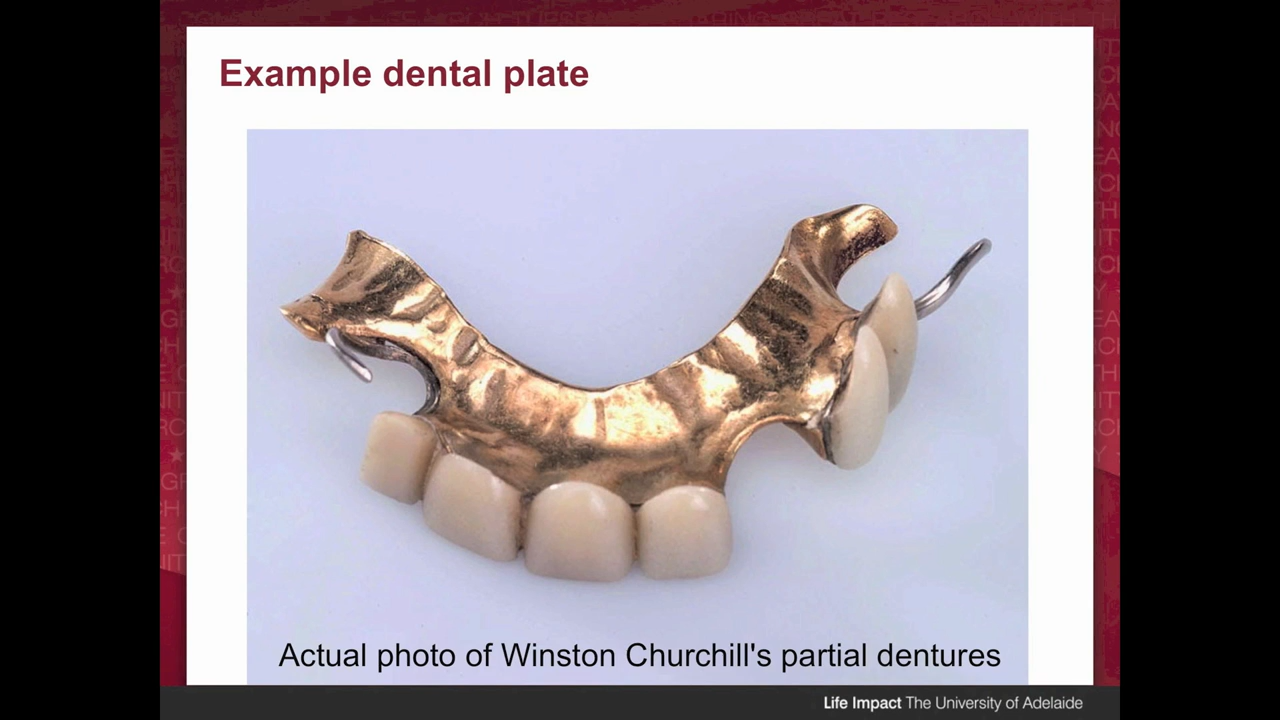 Example dental plate
Actual photo of Winston Churchill's partial dentures
Life Impact The University of Adelaide